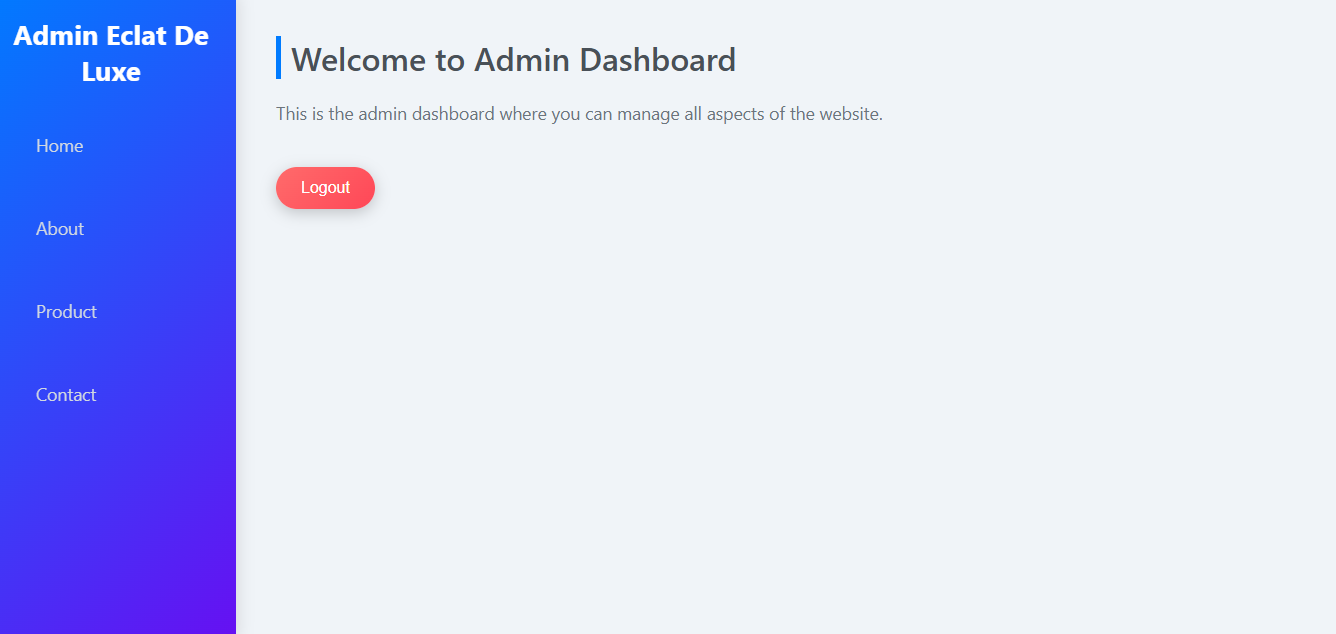 Admin Eclat De
Luxe
Home
About
Product
Contact
Welcome to Admin Dashboard
This is the admin dashboard where you can manage all aspects of the website.
Logout